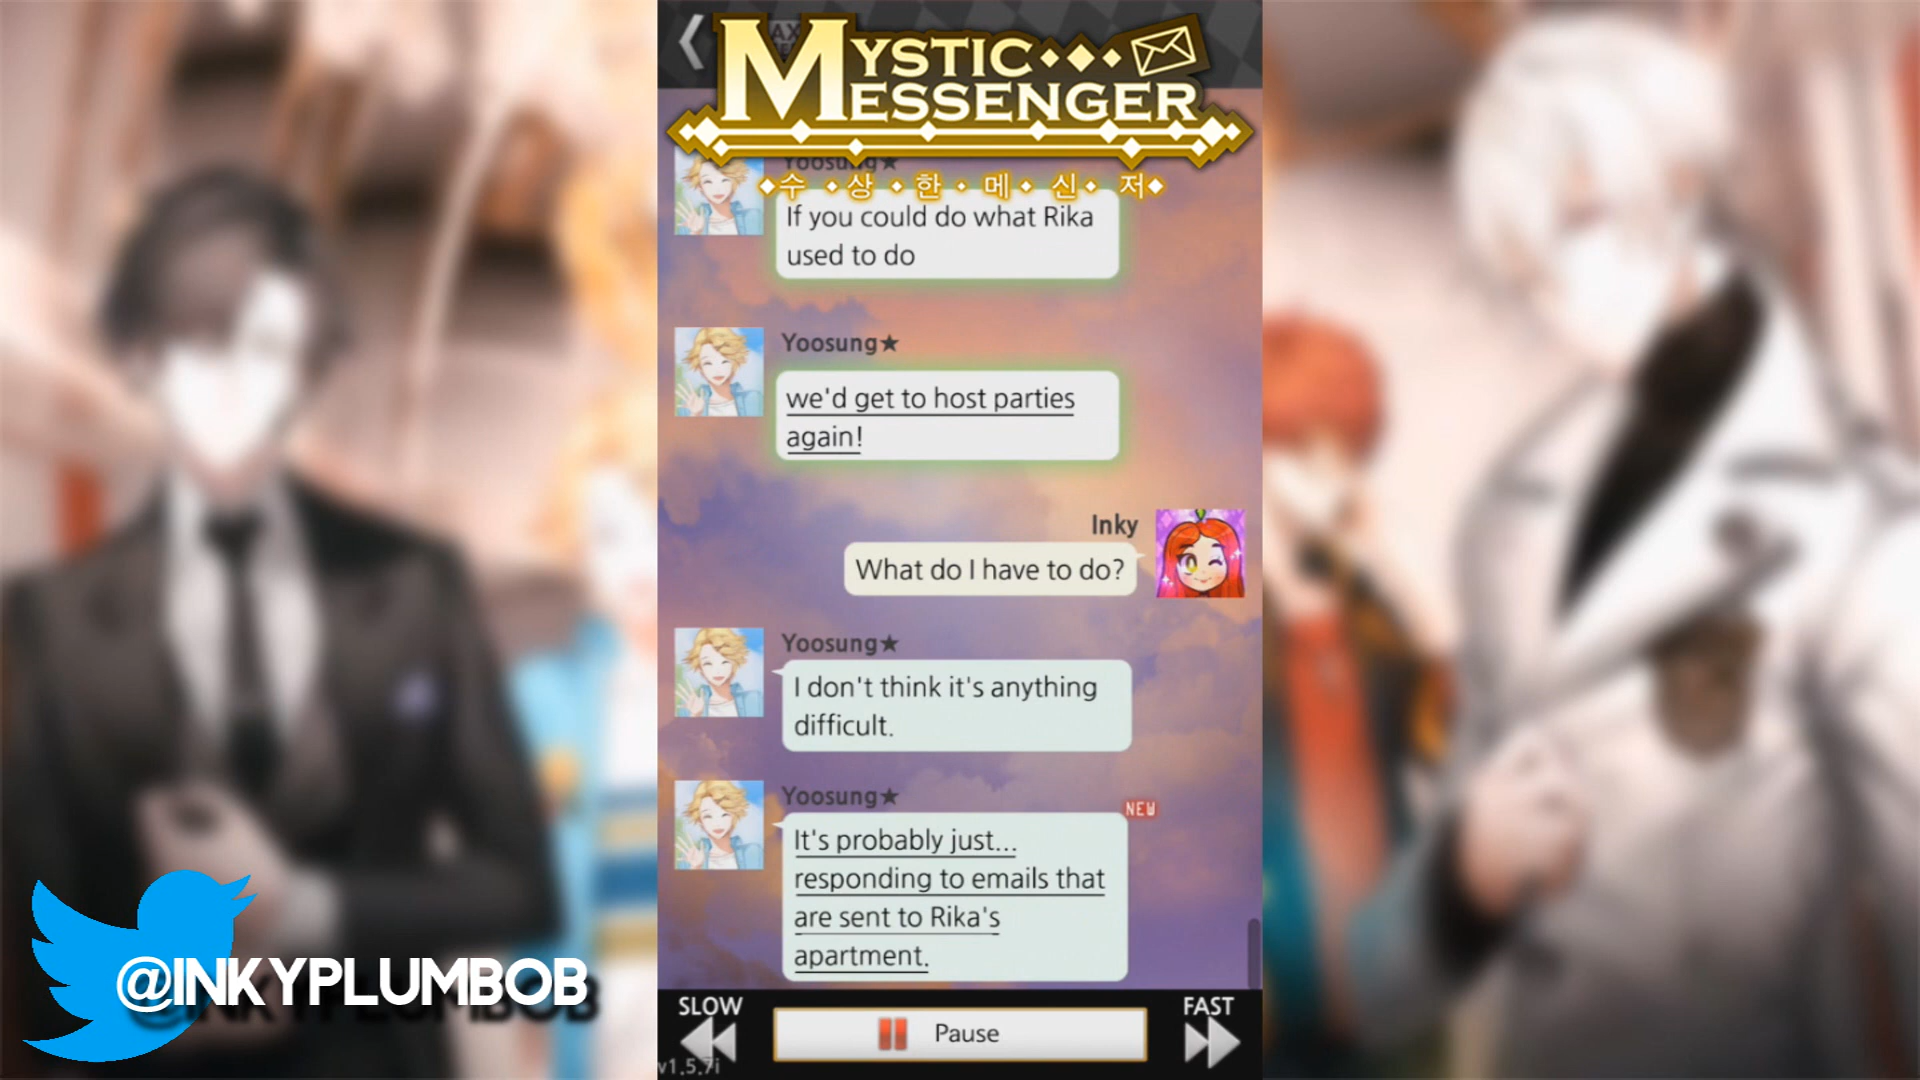 MYSTIC
MESSENGER
Yoosung★
수상한메신저
If you could do what Rika
used to do
Yoosung★
we'd get to host parties
again!
Inky
What do I have to do?
Yoosung★
I don't think it's anything
difficult.
Yoosung★
NEW
It's probably just...
responding to emails that
are sent to Rika's
apartment.
@INKYPLUMBOB
SLOW
Pause
FAST
v1.5.7i